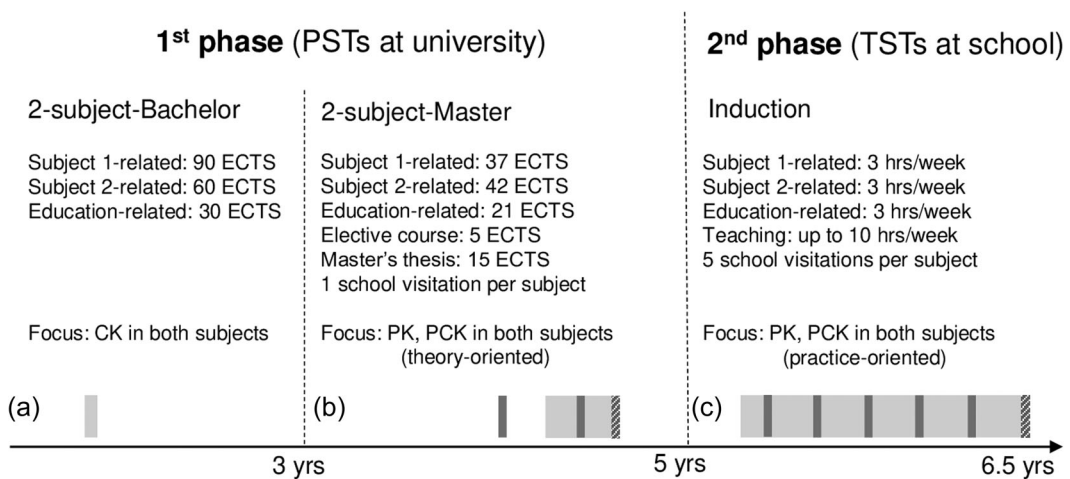 1st phase (PSTs at university)
2nd phase (TSTs at school)
2-subject-Bachelor
Subject 1-related: 90 ECTS
Subject 2-related: 60 ECTS
Education-related: 30 ECTS
Focus: CK in both subjects
2-subject-Master
Subject 1-related: 37 ECTS
Subject 2-related: 42 ECTS
Education-related: 21 ECTS
Elective course: 5 ECTS
Master's thesis: 15 ECTS
1 school visitation per subject
Focus: PK, PCK in both subjects
(theory-oriented)
Induction
Subject 1-related: 3 hrs/week
Subject 2-related: 3 hrs/week
Education-related: 3 hrs/week
Teaching: up to 10 hrs/week
5 school visitations per subject
Focus: PK, PCK in both subjects
(practice-oriented)
(a)
(b)
(c)
3 yrs
5 yrs
6.5 yrs